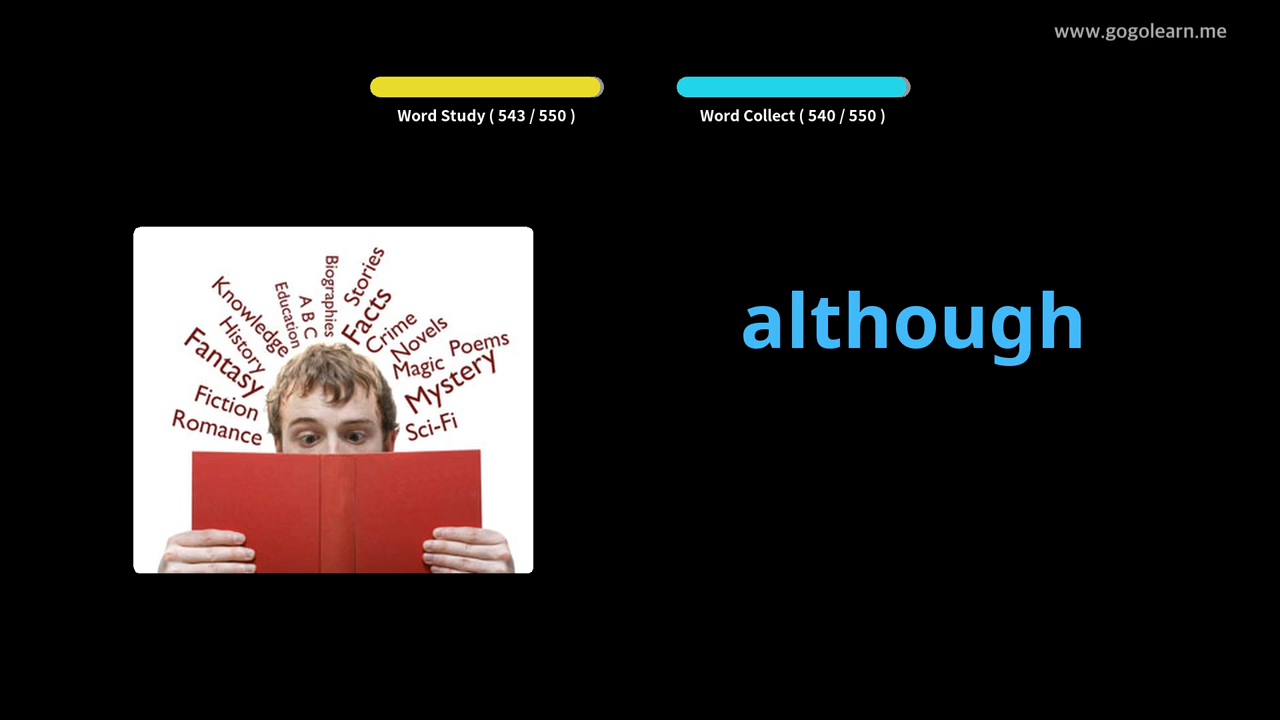 www.gogolearn.me
Word Study ( 543 / 550 )
Word Collect ( 540 / 550 )
Biographies
Stories
Education
A B C
Facts
Knowledge
Crime
History
Novels
Fantasy
Magic
Poems
Mystery
Fiction
Romance
Sci-Fi
although